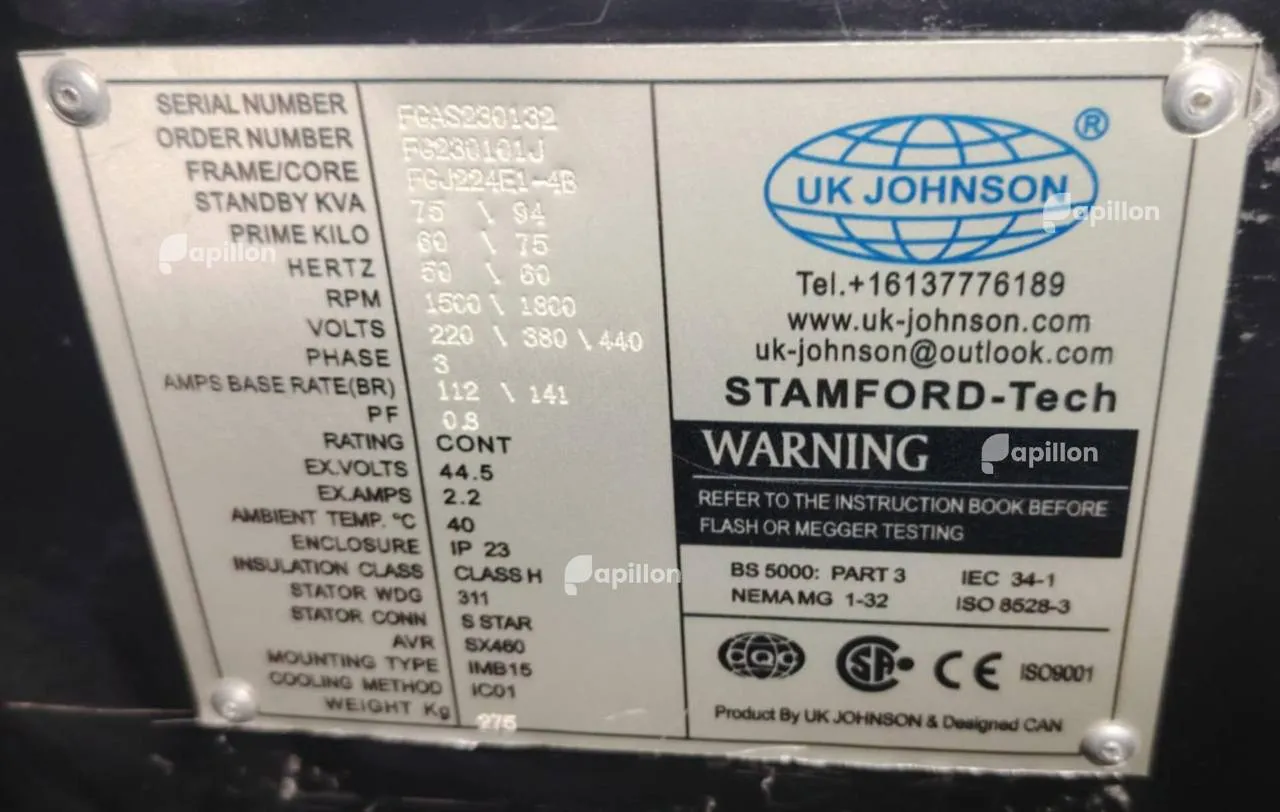 SERIAL NUMBER FGAS230132
ORDER NUMBER FG230101J
FRAME/CORE FGJ224E1-4B
STANDBY KVA 75 \ 94
PRIME KILO 60 \ 75
HERTZ 50 \ 60
RPM 1500 \ 1800
VOLTS 220 \ 380 \ 440
PHASE 3
AMPS BASE RATE(BR) 112 \ 141
PF 0.8
RATING CONT
EX.VOLTS 44.5
EX.AMPS 2.2
AMBIENT TEMP. °C 40
ENCLOSURE IP 23
INSULATION CLASS CLASS H
STATOR WDG 311
STATOR CONN S STAR
AVR SX460
MOUNTING TYPE IMB15
COOLING METHOD IC01
WEIGHT Kg 275
UK JOHNSON ®
Tel.+16137776189
www.uk-johnson.com
uk-johnson@outlook.com
STAMFORD-Tech
WARNING
REFER TO THE INSTRUCTION BOOK BEFORE
FLASH OR MEGGER TESTING
BS 5000: PART 3 IEC 34-1
NEMA MG 1-32 ISO 8528-3
CQC SA CE ISO9001
Product By UK JOHNSON & Designed CAN
apillon
apillon
apillon
apillon